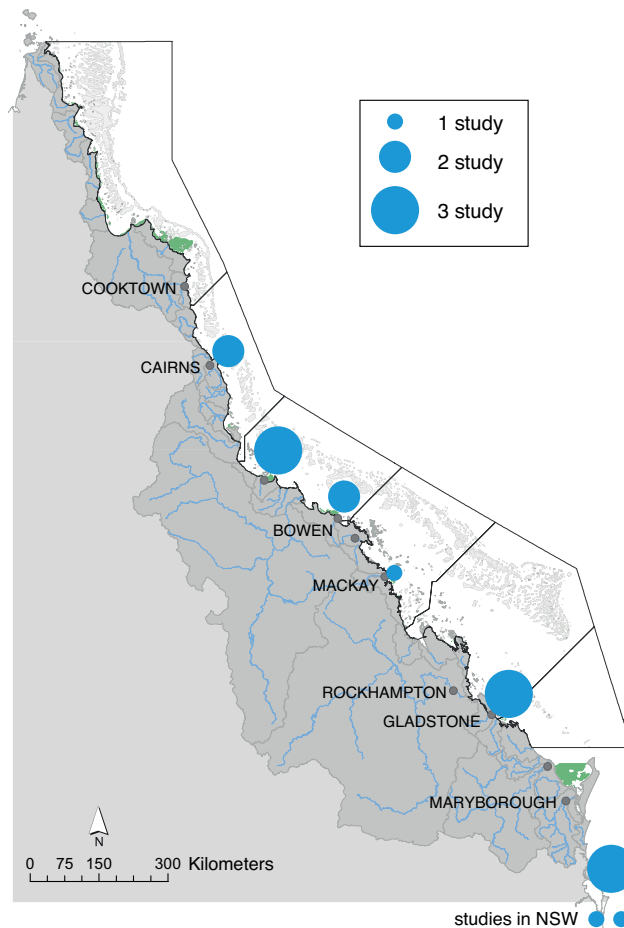 1 study
2 study
3 study
COOKTOWN
CAIRNS
BOWEN
MACKAY
ROCKHAMPTON
GLADSTONE
MARYBOROUGH
N
0 75 150 300 Kilometers
studies in NSW